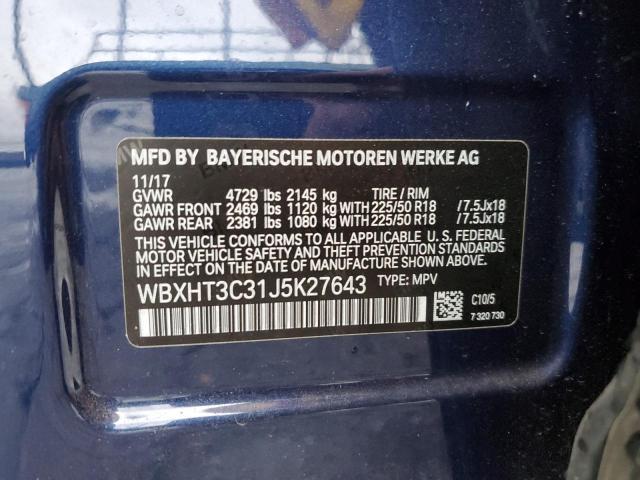 MFD BY BAYERISCHE MOTOREN WERKE AG
11/17
GVWR 4729 lbs 2145 kg TIRE / RIM
GAWR FRONT 2469 lbs 1120 kg WITH 225/50 R18 /7.5Jx18
GAWR REAR 2381 lbs 1080 kg WITH 225/50 R18 /7.5Jx18
THIS VEHICLE CONFORMS TO ALL APPLICABLE U. S. FEDERAL
MOTOR VEHICLE SAFETY AND THEFT PREVENTION STANDARDS
IN EFFECT ON THE DATE OF MANUFACTURE SHOWN ABOVE.
WBXHT3C31J5K27643 TYPE: MPV
C10/5
7 320 730